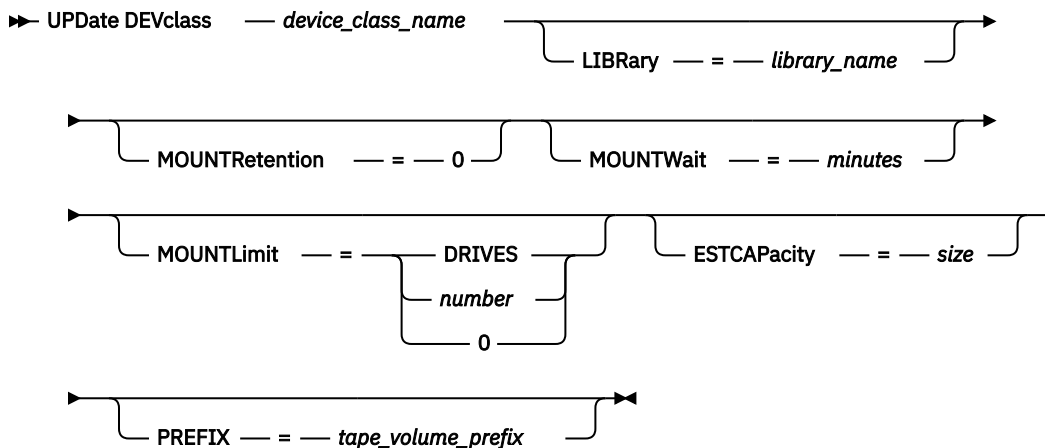 UPDate DEVclass device_class_name
LIBRary = library_name
MOUNTRetention = 0 MOUNTWait = minutes
MOUNTLimit = DRIVES ESTCAPacity = size
number
0
PREFIX = tape_volume_prefix